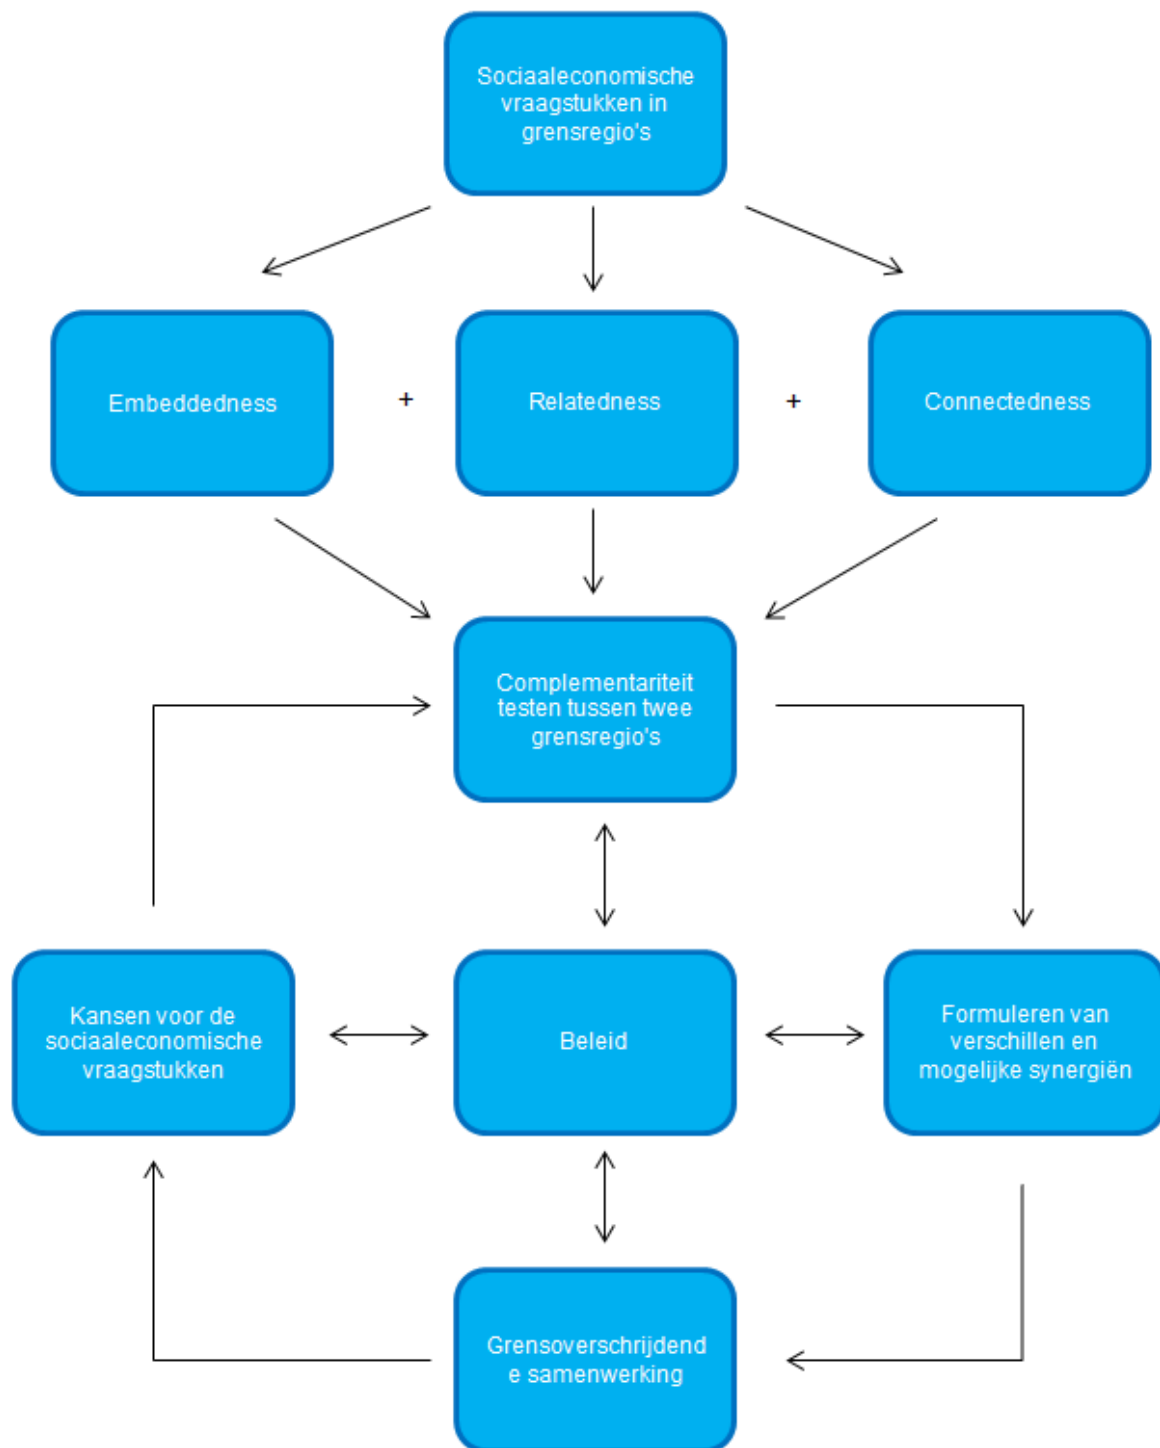 Sociaaleconomische
vraagstukken in
grensregio's
Embeddedness
+
Relatedness
+
Connectedness
Complementariteit
testen tussen twee
grensregio's
Kansen voor de
sociaaleconomische
vraagstukken
Beleid
Formuleren van
verschillen en
mogelijke synergiën
Grensoverschrijdend
e samenwerking